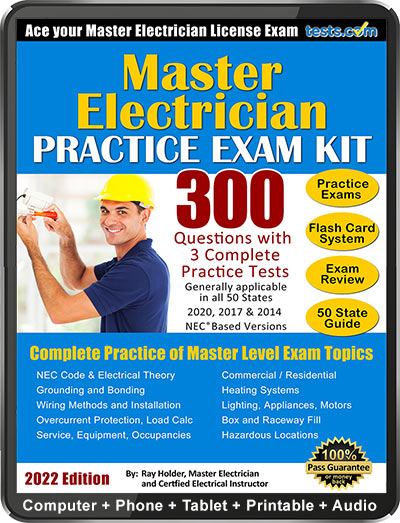 Ace your Master Electrician License Exam tests.com
Master
Electrician
PRACTICE EXAM KIT
300
Questions with
3 Complete
Practice Tests
Generally applicable
in all 50 States
2020, 2017 & 2014
NEC® Based Versions
Practice
Exams
Flash Card
System
Exam
Review
50 State
Guide
Complete Practice of Master Level Exam Topics
NEC Code & Electrical Theory
Grounding and Bonding
Wiring Methods and Installation
Overcurrent Protection, Load Calc
Service, Equipment, Occupancies
Commercial / Residential
Heating Systems
Lighting, Appliances, Motors
Box and Raceway Fill
Hazardous Locations
100%
Pass Guarantee
or money
back
2022 Edition
By: Ray Holder, Master Electrician
and Certfied Electrical Instructor
Computer + Phone + Tablet + Printable + Audio